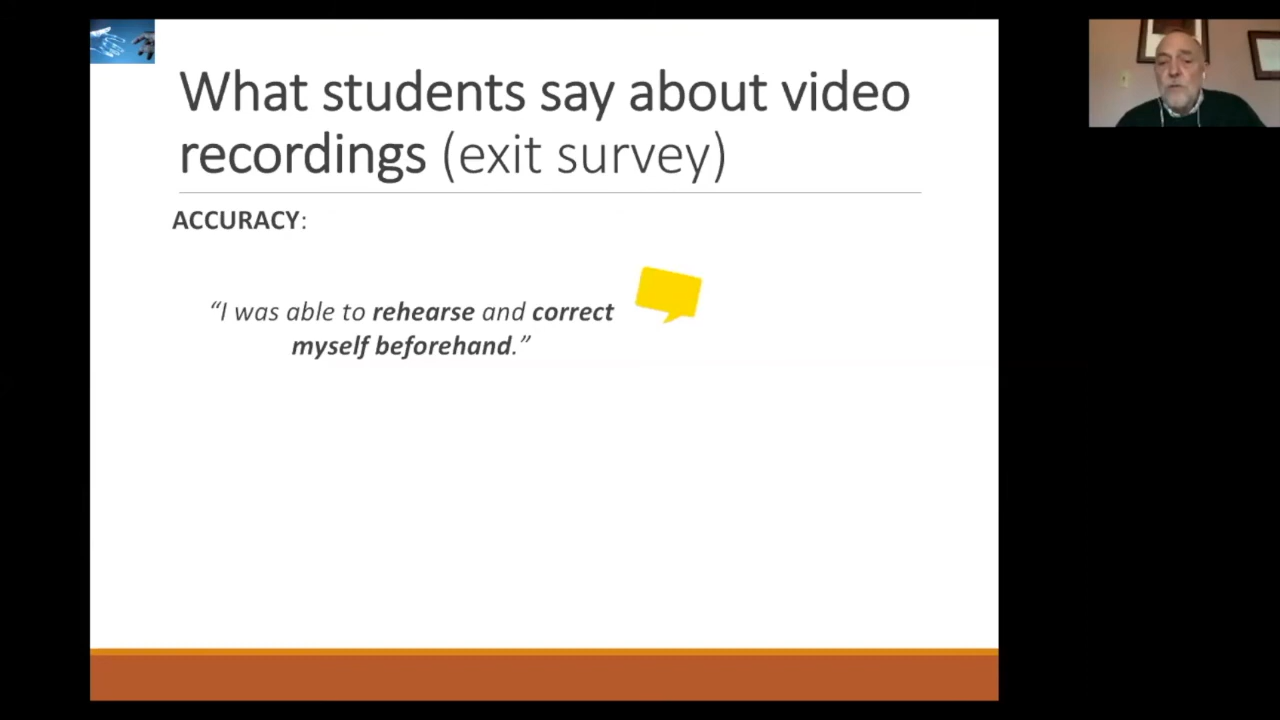 What students say about video
recordings (exit survey)
ACCURACY:
“I was able to rehearse and correct
myself beforehand.”